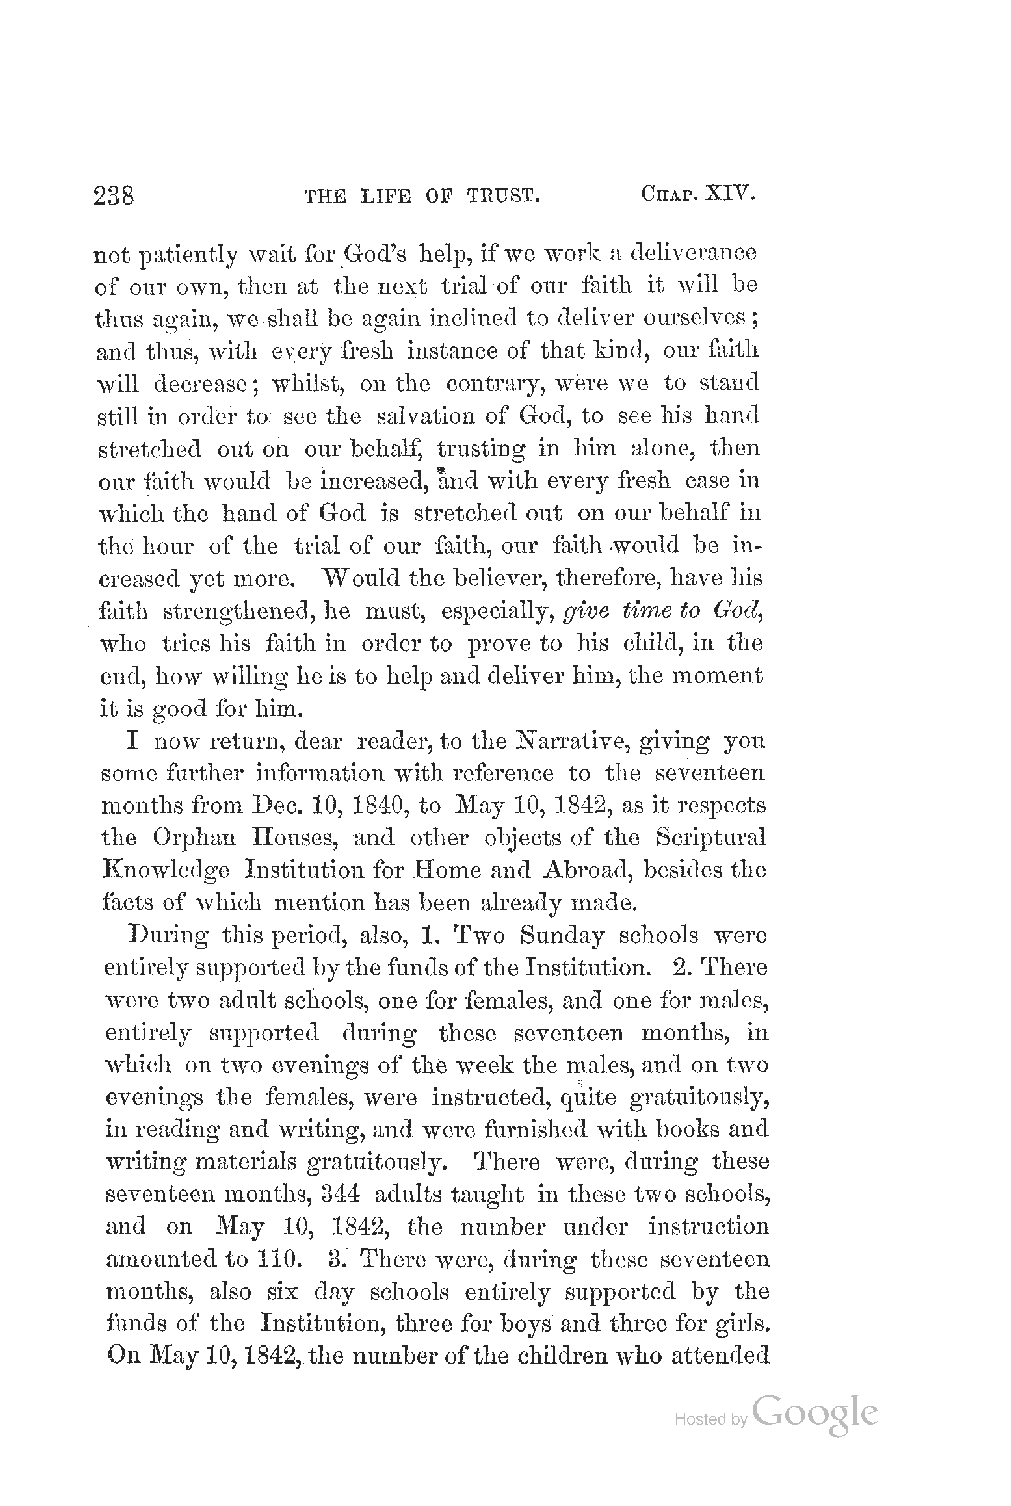 238 THE LIFE OF TRUST. CHAP. XIV.
not patiently wait for God's help, if we work a deliverance
of our own, then at the next trial of our faith it will be
thus again, we shall be again inclined to deliver ourselves;
and thus, with every fresh instance of that kind, our faith
will decrease; whilst, on the contrary, were we to stand
still in order to see the salvation of God, to see his hand
stretched out on our behalf, trusting in him alone, then
our faith would be increased, and with every fresh case in
which the hand of God is stretched out on our behalf in
the hour of the trial of our faith, our faith would be in-
creased yet more. Would the believer, therefore, have his
faith strengthened, he must, especially, give time to God,
who tries his faith in order to prove to his child, in the
end, how willing he is to help and deliver him, the moment
it is good for him.
I now return, dear reader, to the Narrative, giving you
some further information with reference to the seventeen
months from Dec. 10, 1840, to May 10, 1842, as it respects
the Orphan Houses, and other objects of the Scriptural
Knowledge Institution for Home and Abroad, besides the
facts of which mention has been already made.
During this period, also, 1. Two Sunday schools were
entirely supported by the funds of the Institution. 2. There
were two adult schools, one for females, and one for males,
entirely supported during these seventeen months, in
which on two evenings of the week the males, and on two
evenings the females, were instructed, quite gratuitously,
in reading and writing, and were furnished with books and
writing materials gratuitously. There were, during these
seventeen months, 344 adults taught in these two schools,
and on May 10, 1842, the number under instruction
amounted to 110. 3. There were, during these seventeen
months, also six day schools entirely supported by the
funds of the Institution, three for boys and three for girls.
On May 10, 1842, the number of the children who attended
Hosted by Google